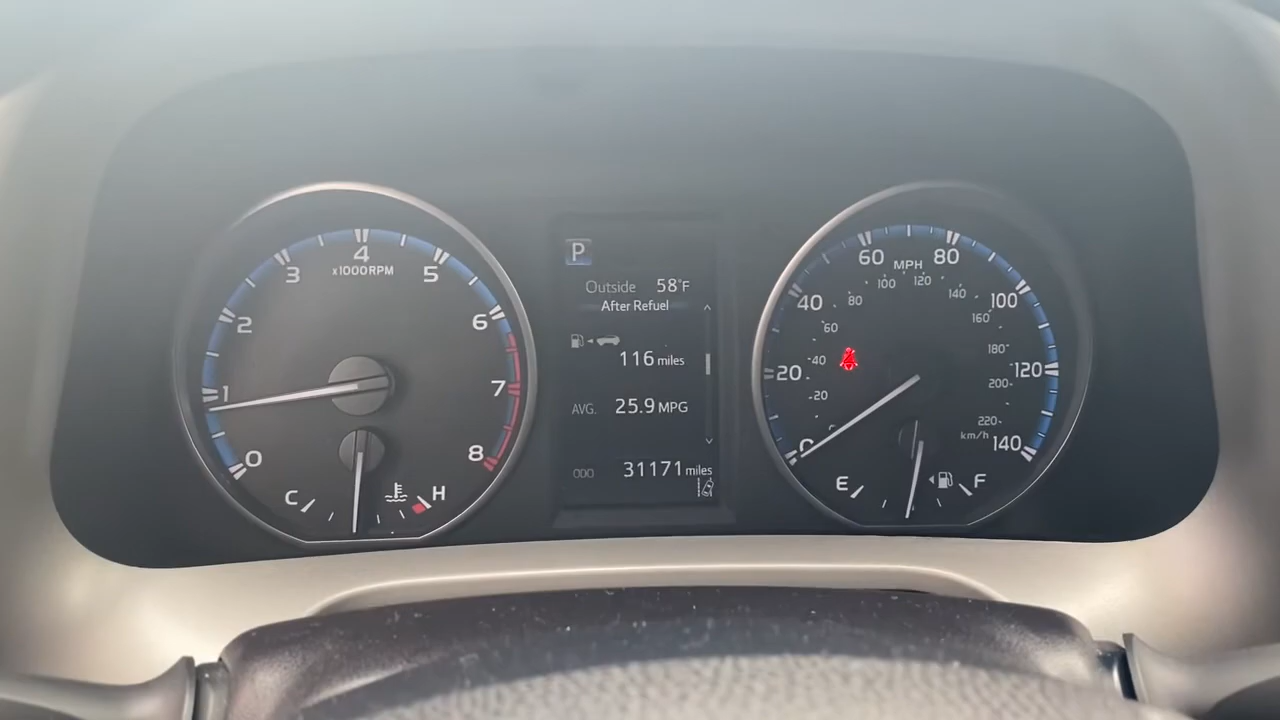 0
1
2
3
4
5
6
7
8
x1000RPM
C
H
P
Outside 58°F
After Refuel
116 miles
AVG. 25.9 MPG
ODO 31171 miles
0
20
40
60
80
100
120
140
MPH
20
40
60
80
100
120
140
160
180
200
220
km/h
E
F